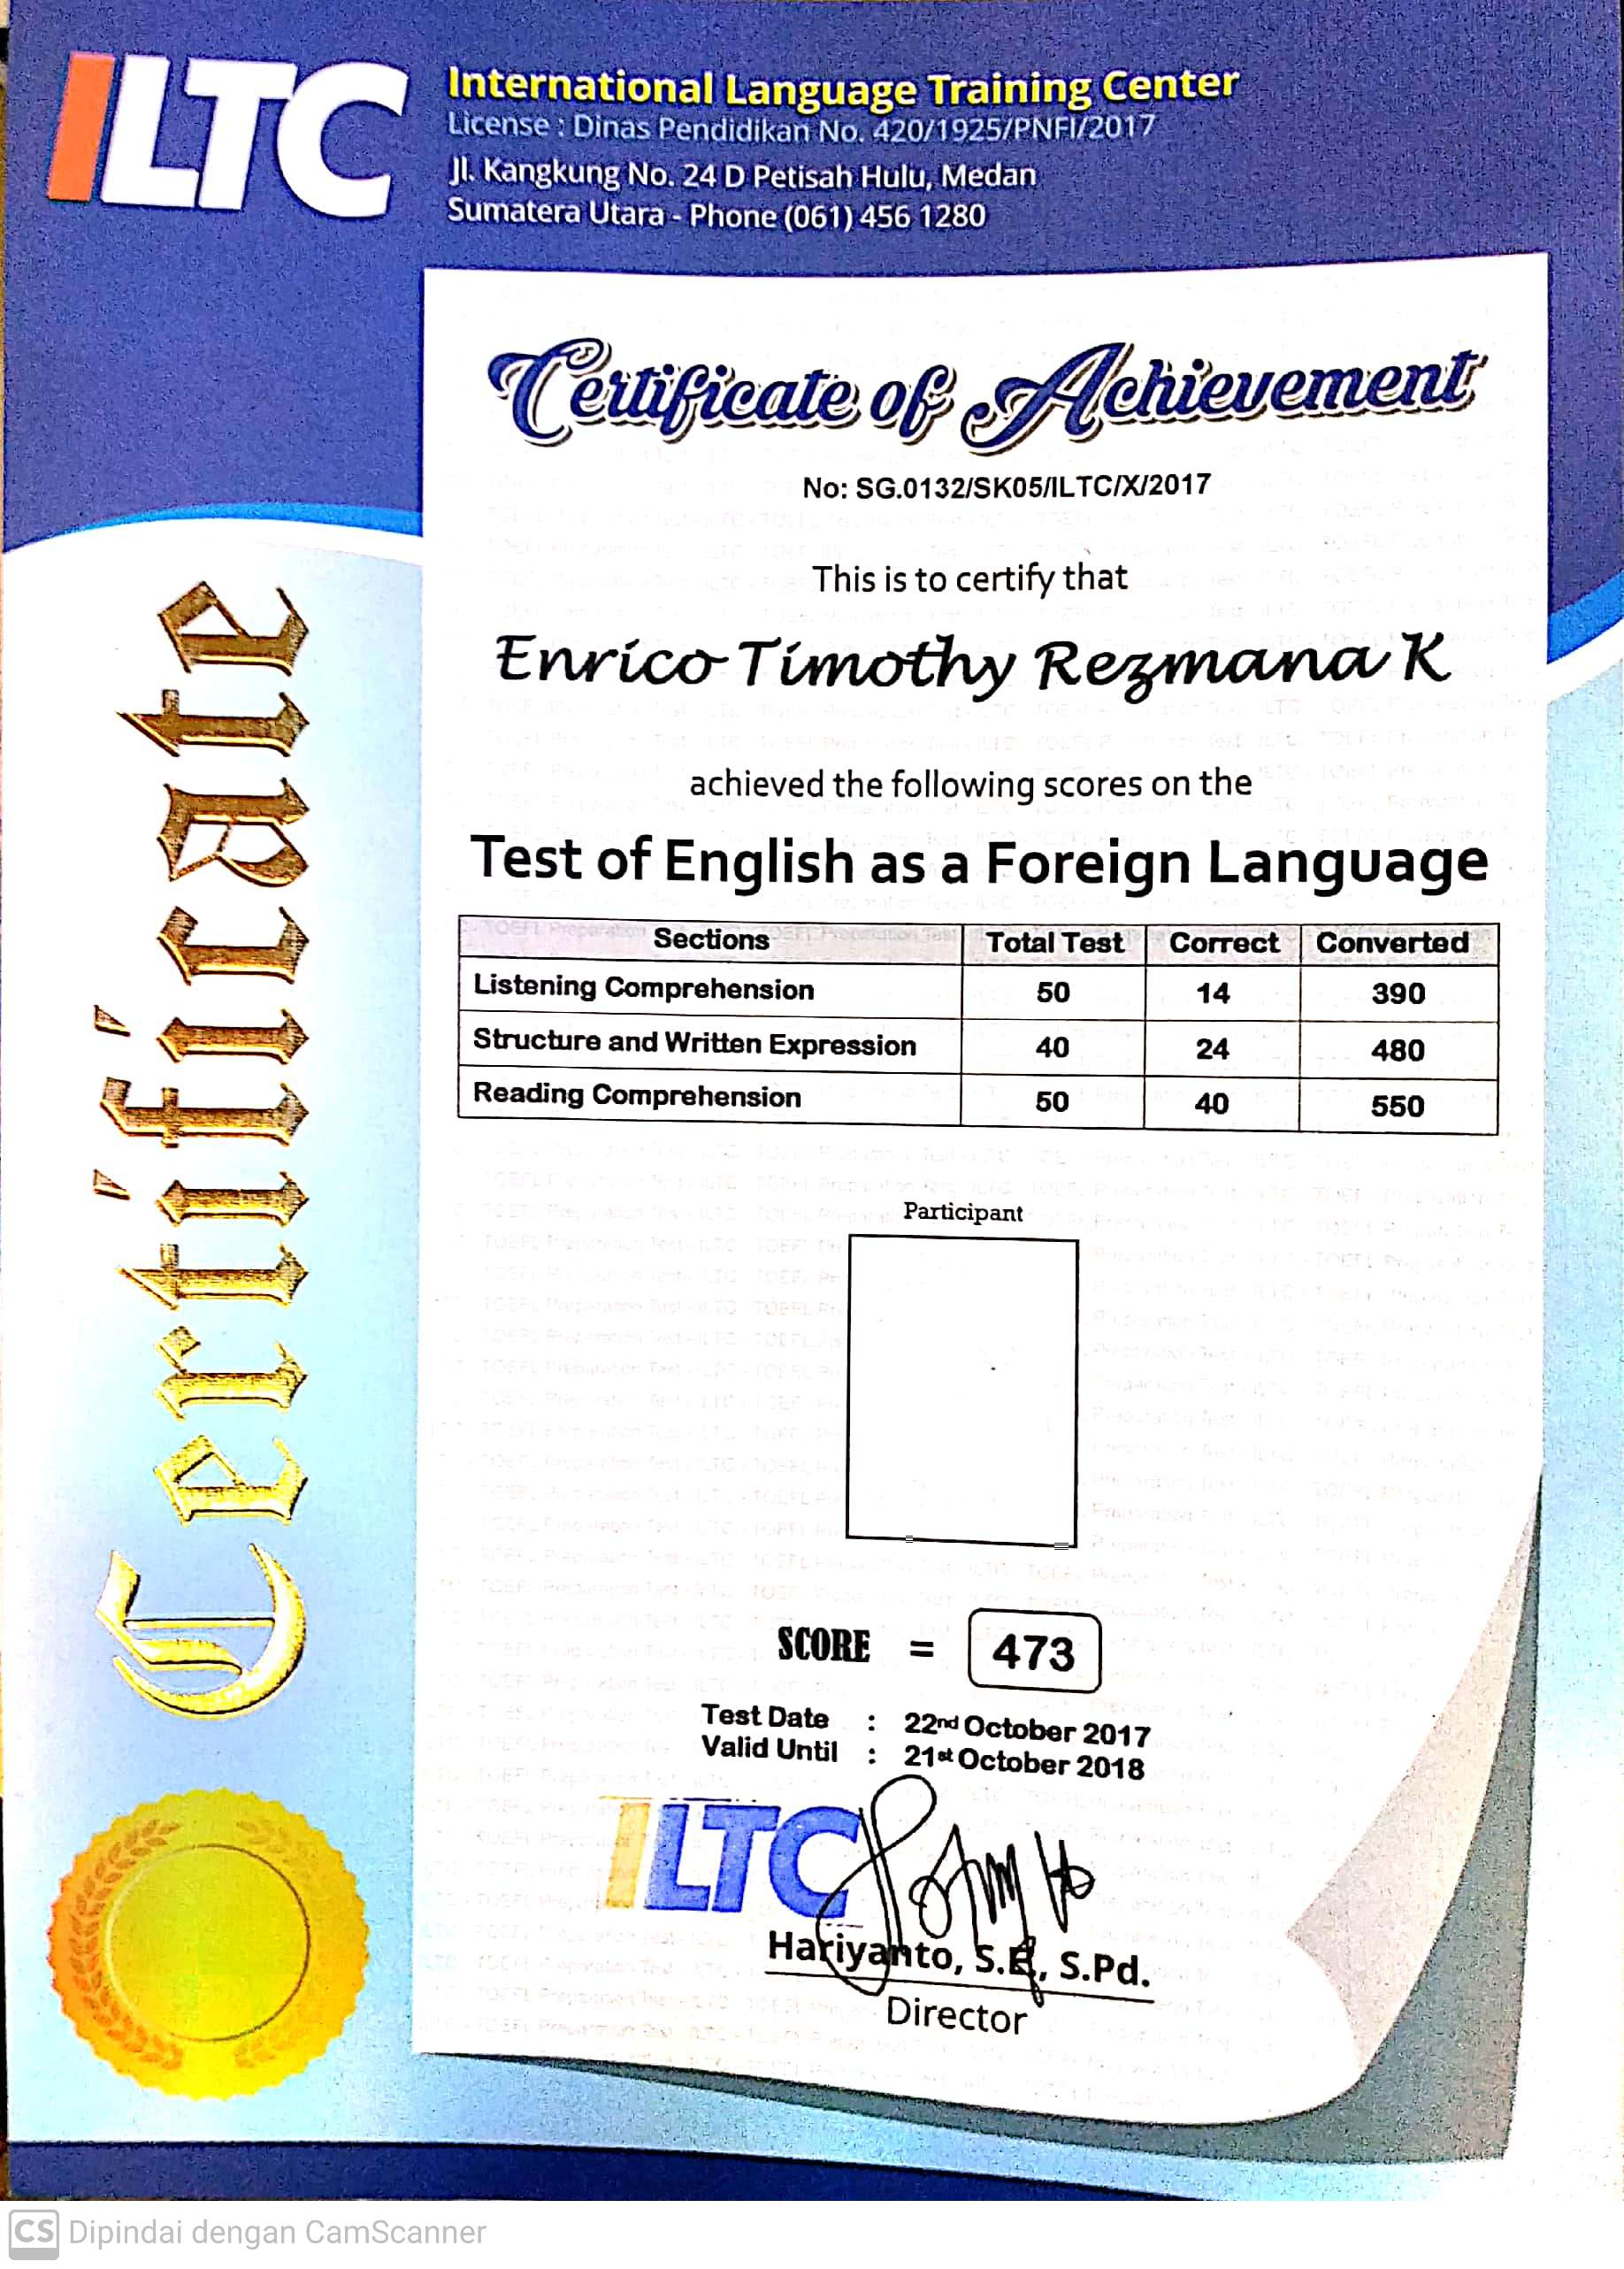 ILTC
International Language Training Center
License : Dinas Pendidikan No. 420/1925/PNFI/2017
Jl. Kangkung No. 24 D Petisah Hulu, Medan
Sumatera Utara - Phone (061) 456 1280
Certificate
Certificate of Achievement
No: SG.0132/SK05/ILTC/X/2017
This is to certify that
Enrico Timothy Rezmana K
achieved the following scores on the
Test of English as a Foreign Language
Sections Total Test Correct Converted
Listening Comprehension 50 14 390
Structure and Written Expression 40 24 480
Reading Comprehension 50 40 550
Participant
SCORE = 473
Test Date : 22nd October 2017
Valid Until : 21st October 2018
ILTC
Hariyanto, S.E, S.Pd.
Director
CS Dipindai dengan CamScanner